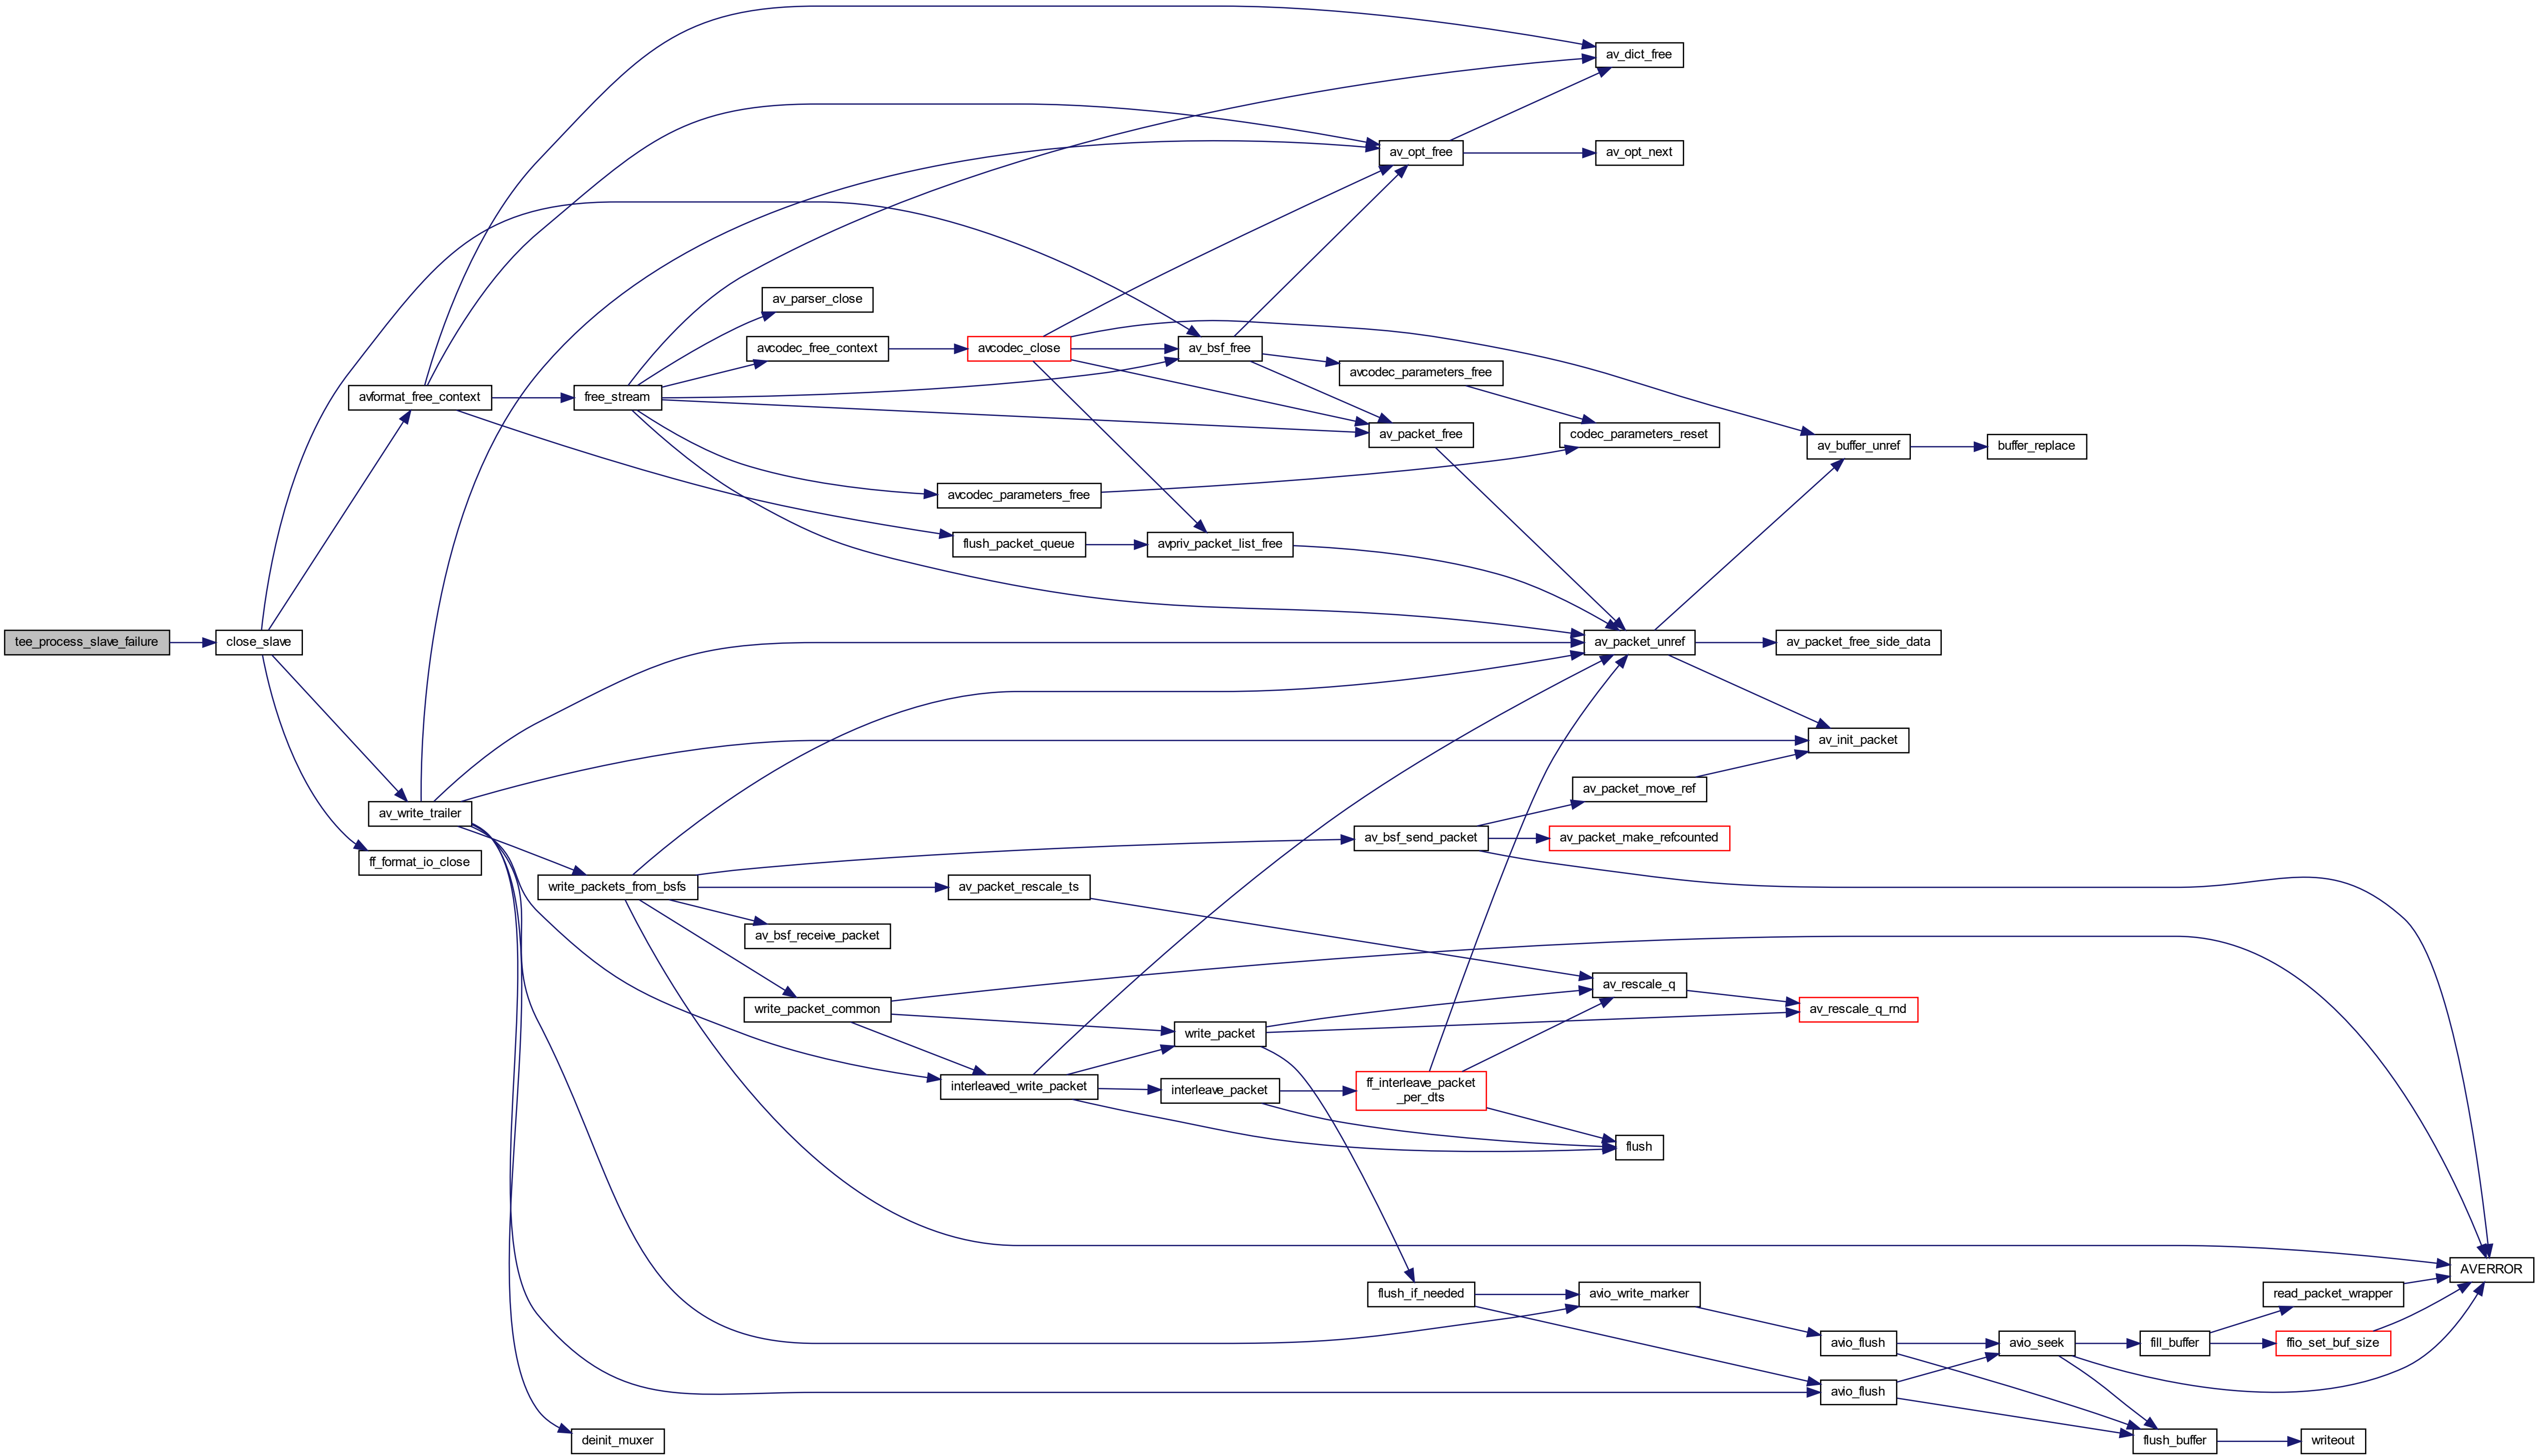 av_dict_free
av_opt_free
av_opt_next
av_parser_close
avcodec_free_context
avcodec_close
av_bsf_free
avcodec_parameters_free
avformat_free_context
free_stream
av_packet_free
codec_parameters_reset
av_buffer_unref
buffer_replace
avcodec_parameters_free
flush_packet_queue
avpriv_packet_list_free
tee_process_slave_failure
close_slave
av_packet_unref
av_packet_free_side_data
av_init_packet
av_packet_move_ref
av_write_trailer
av_bsf_send_packet
av_packet_make_refcounted
ff_format_io_close
write_packets_from_bsfs
av_packet_rescale_ts
av_bsf_receive_packet
av_rescale_q
write_packet_common
av_rescale_q_rnd
write_packet
interleaved_write_packet
interleave_packet
ff_interleave_packet
_per_dts
flush
AVERROR
flush_if_needed
avio_write_marker
read_packet_wrapper
avio_flush
avio_seek
fill_buffer
ffio_set_buf_size
avio_flush
deinit_muxer
flush_buffer
writeout